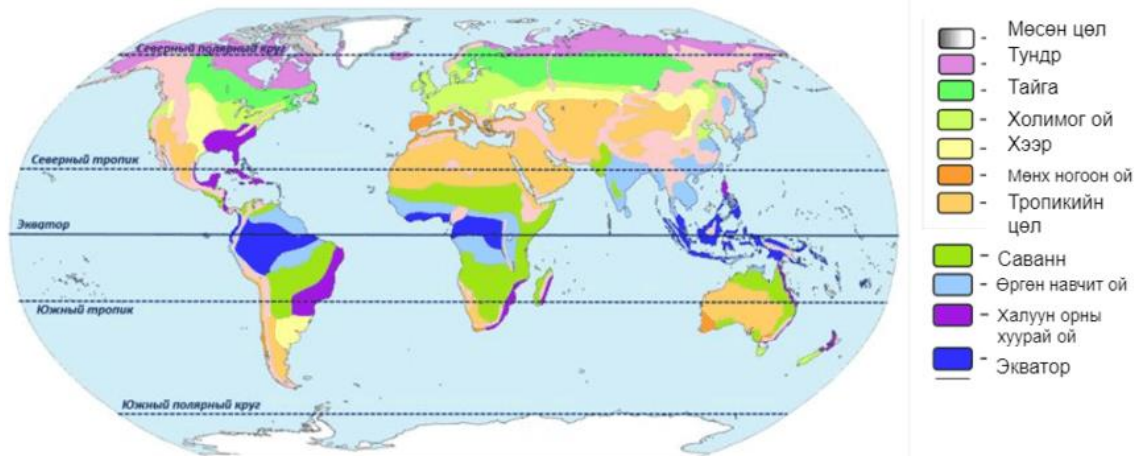 Северный полярный круг
Северный тропик
Экватор
Южный тропик
Южный полярный круг
- Мөсөн цөл
- Тундр
- Тайга
- Холимог ой
- Хээр
- Мөнх ногоон ой
- Тропикийн
цөл
- Саванн
- Өргөн навчит ой
- Халуун орны
хуурай ой
- Экватор